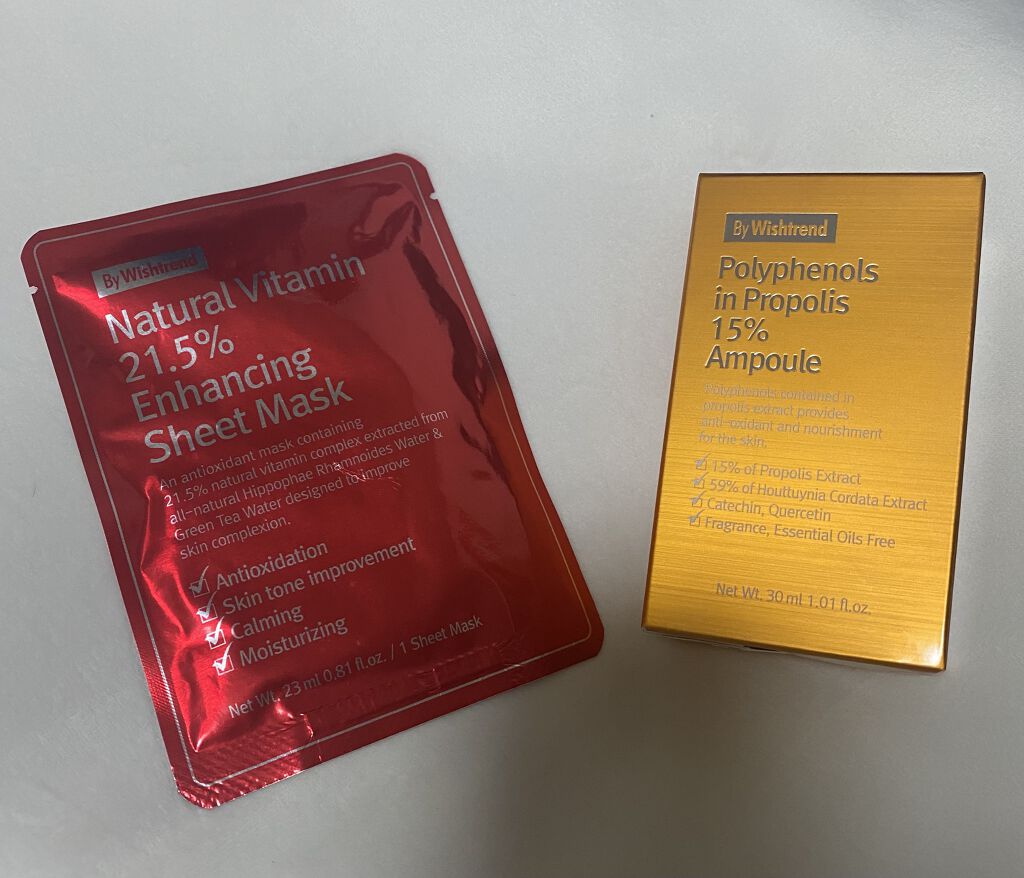 By Wishtrend
Natural Vitamin
21.5%
Enhancing
Sheet Mask
An antioxidant mask containing
21.5% natural vitamin complex extracted from
all-natural Hippophae Rhamnoides Water &
Green Tea Water designed to improve
skin complexion.
Antioxidation
Skin tone improvement
Calming
Moisturizing
Net Wt. 23 ml 0.81 fl.oz. / 1 Sheet Mask
By Wishtrend
Polyphenols
in Propolis
15%
Ampoule
Polyphenols contained in
propolis extract provides
anti-oxidant and nourishment
for the skin.
15% of Propolis Extract
59% of Houttuynia Cordata Extract
Catechin, Quercetin
Fragrance, Essential Oils Free
Net Wt. 30 ml 1.01 fl.oz.